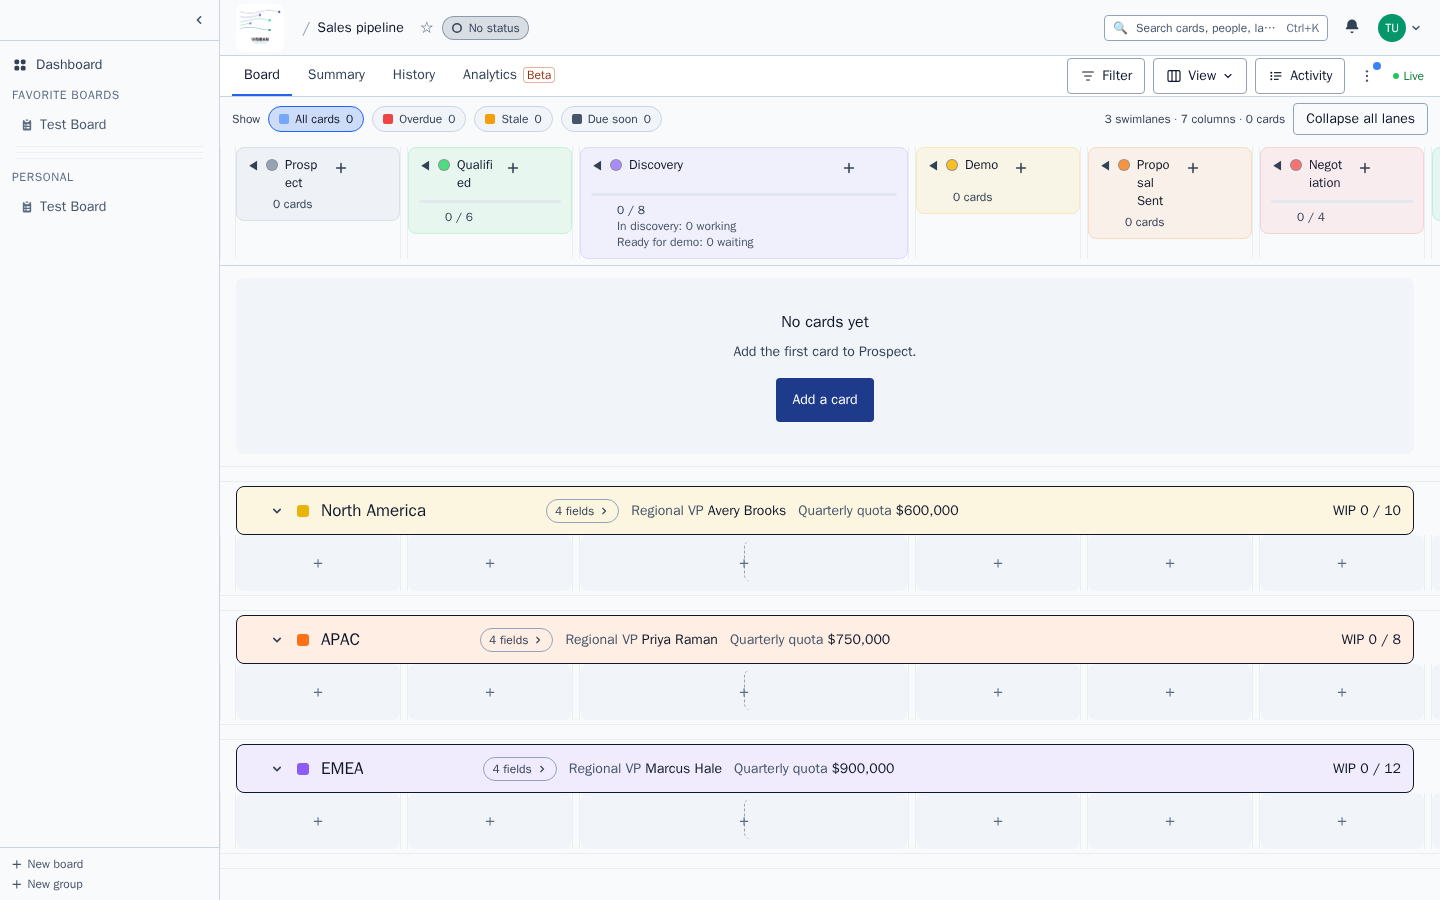 / Sales pipeline ☆ No status
Search cards, people, la··· Ctrl+K
TU
Dashboard
FAVORITE BOARDS
Test Board
PERSONAL
Test Board
+ New board
+ New group
Board Summary History Analytics Beta
Filter View Activity Live
Show All cards 0 Overdue 0 Stale 0 Due soon 0
3 swimlanes · 7 columns · 0 cards Collapse all lanes
Prosp
ect
+
0 cards
Qualifi
ed
+
0 / 6
Discovery +
0 / 8
In discovery: 0 working
Ready for demo: 0 waiting
Demo +
0 cards
Propo
sal
Sent
+
0 cards
Negot
iation
+
0 / 4
No cards yet
Add the first card to Prospect.
Add a card
North America 4 fields Regional VP Avery Brooks Quarterly quota $600,000 WIP 0 / 10
+ + + + + +
APAC 4 fields Regional VP Priya Raman Quarterly quota $750,000 WIP 0 / 8
+ + + + + +
EMEA 4 fields Regional VP Marcus Hale Quarterly quota $900,000 WIP 0 / 12
+ + + + + +